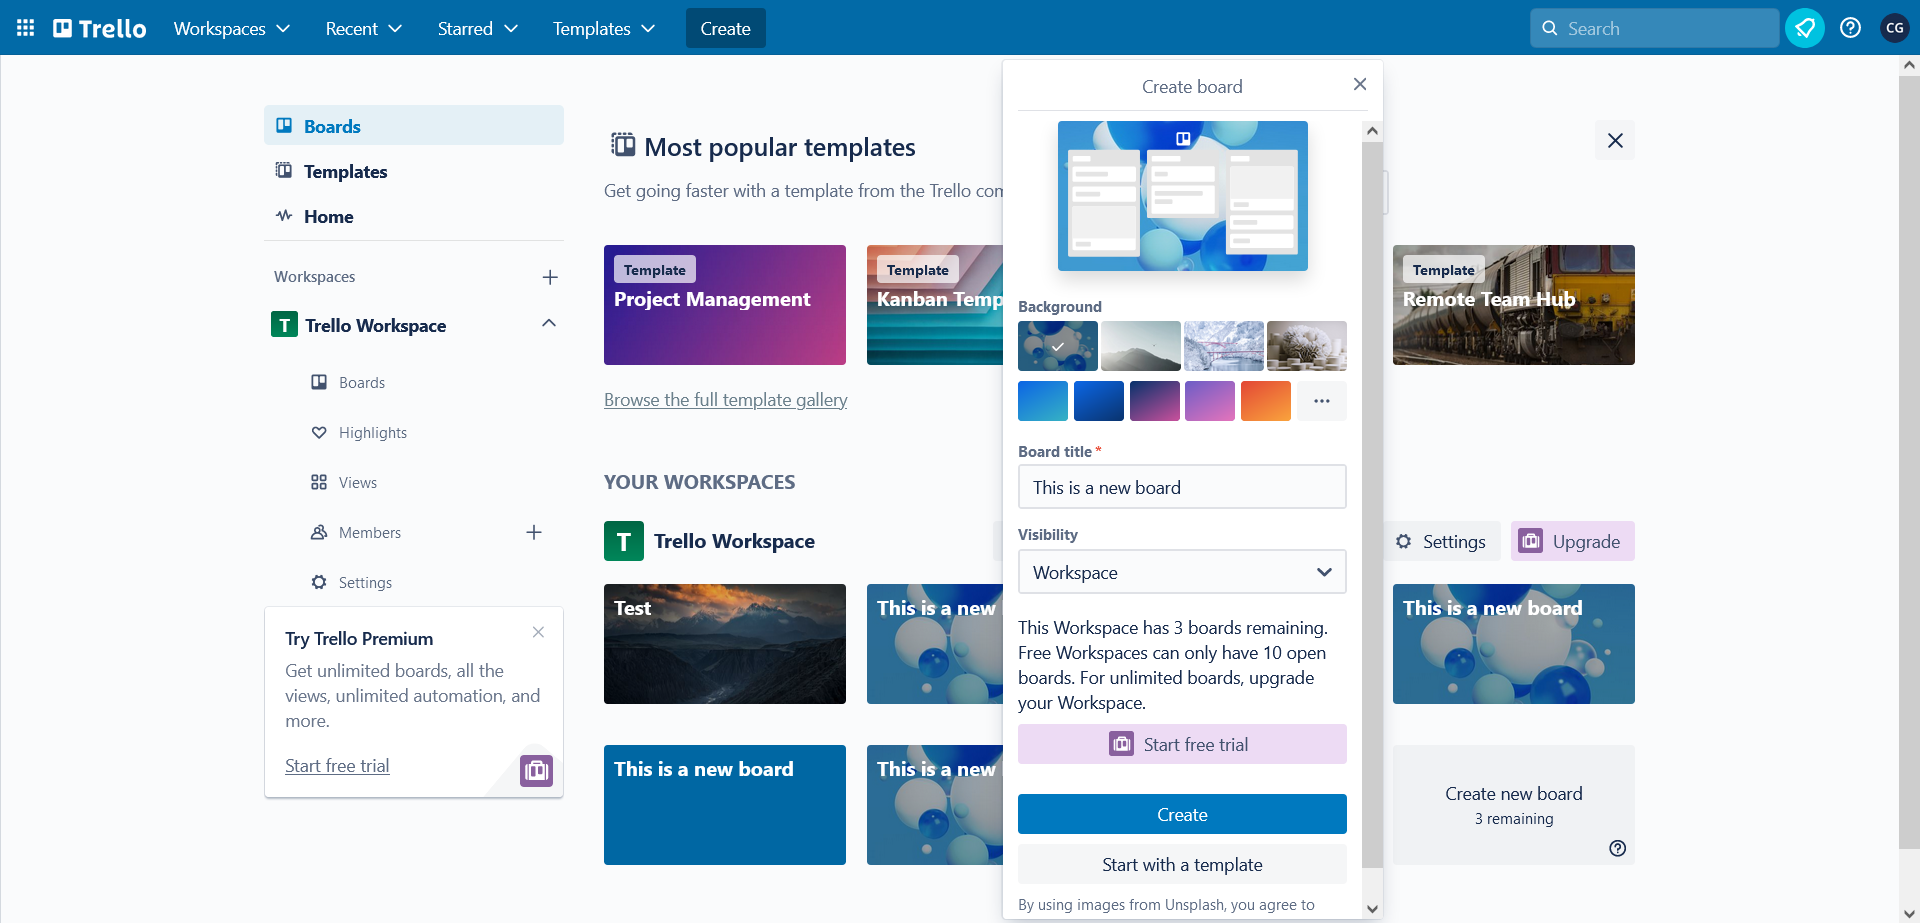 Trello
Workspaces
Recent
Starred
Templates
Create
Search
CG
Boards
Templates
Home
Workspaces
T
Trello Workspace
Boards
Highlights
Views
Members
Settings
Try Trello Premium
Get unlimited boards, all the
views, unlimited automation, and
more.
Start free trial
Most popular templates
Get going faster with a template from the Trello
Template
Project Management
Template
Kanban
Template
Remote Team Hub
Browse the full template gallery
YOUR WORKSPACES
T
Trello Workspace
Settings
Upgrade
Test
This is a new
This is a new board
This is a new board
This is a new
Create new board
3 remaining
Create board
Background
Board title *
This is a new board
Visibility
Workspace
This Workspace has 3 boards remaining.
Free Workspaces can only have 10 open
boards. For unlimited boards, upgrade
your Workspace.
Start free trial
Create
Start with a template
By using images from Unsplash, you agree to